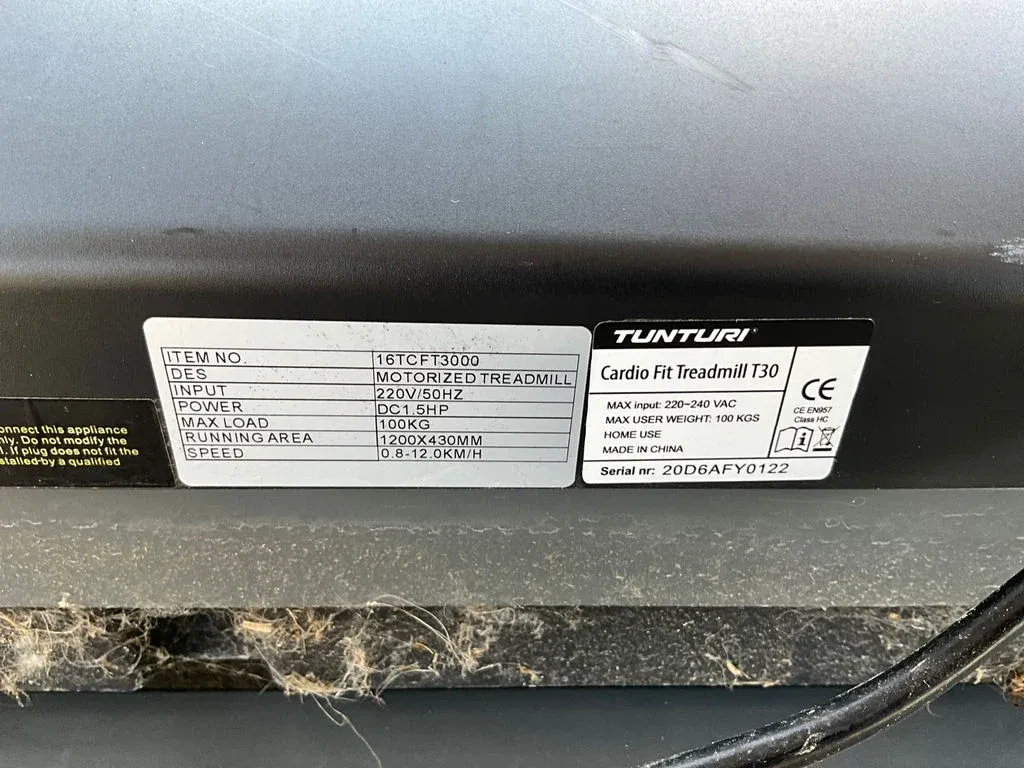 onnect this appliance
nly. Do not modify the
. If plug does not fit the
stalled by a qualified
ITEM NO. 16TCFT3000
DES MOTORIZED TREADMILL
INPUT 220V/50HZ
POWER DC1.5HP
MAX LOAD 100KG
RUNNING AREA 1200X430MM
SPEED 0.8-12.0KM/H
TUNTURI®
Cardio Fit Treadmill T30
MAX input: 220~240 VAC
MAX USER WEIGHT: 100 KGS
HOME USE
MADE IN CHINA
CE
CE EN957
Class HC
Serial nr: 20D6AFY0122